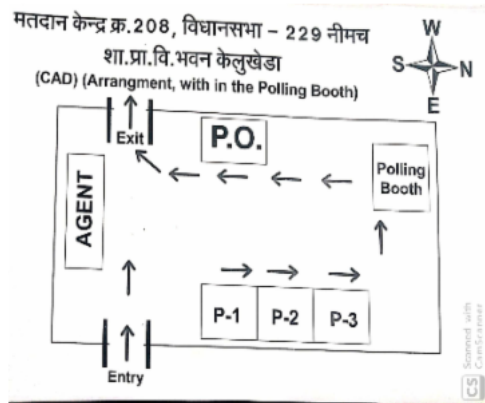 मतदान केन्द्र क्र.208, विधानसभा - 229 नीमच
शा.प्रा.वि.भवन केलुखेडा
(CAD) (Arrangment, with in the Polling Booth)
W
S
N
E
Exit
P.O.
Polling
Booth
AGENT
P-1
P-2
P-3
Entry
CS
Scanned with
CamScanner